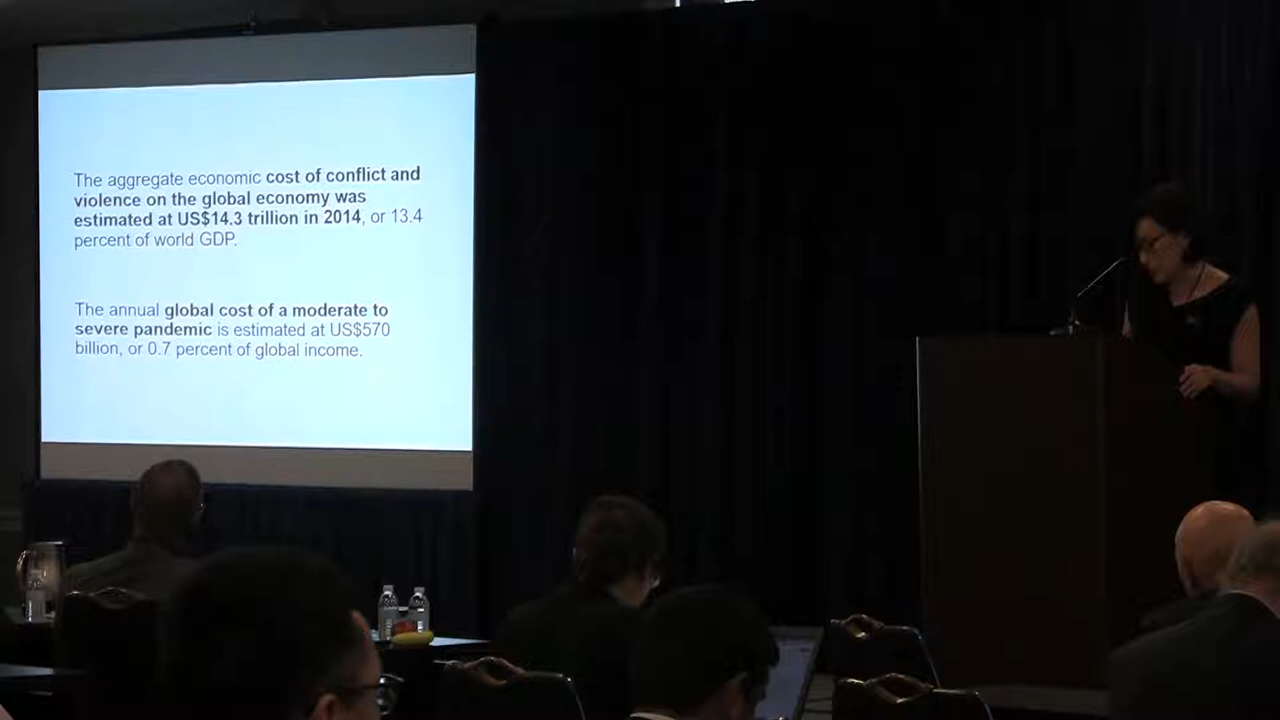 The aggregate economic cost of conflict and
violence on the global economy was
estimated at US$14.3 trillion in 2014, or 13.4
percent of world GDP.
The annual global cost of a moderate to
severe pandemic is estimated at US$570
billion, or 0.7 percent of global income.